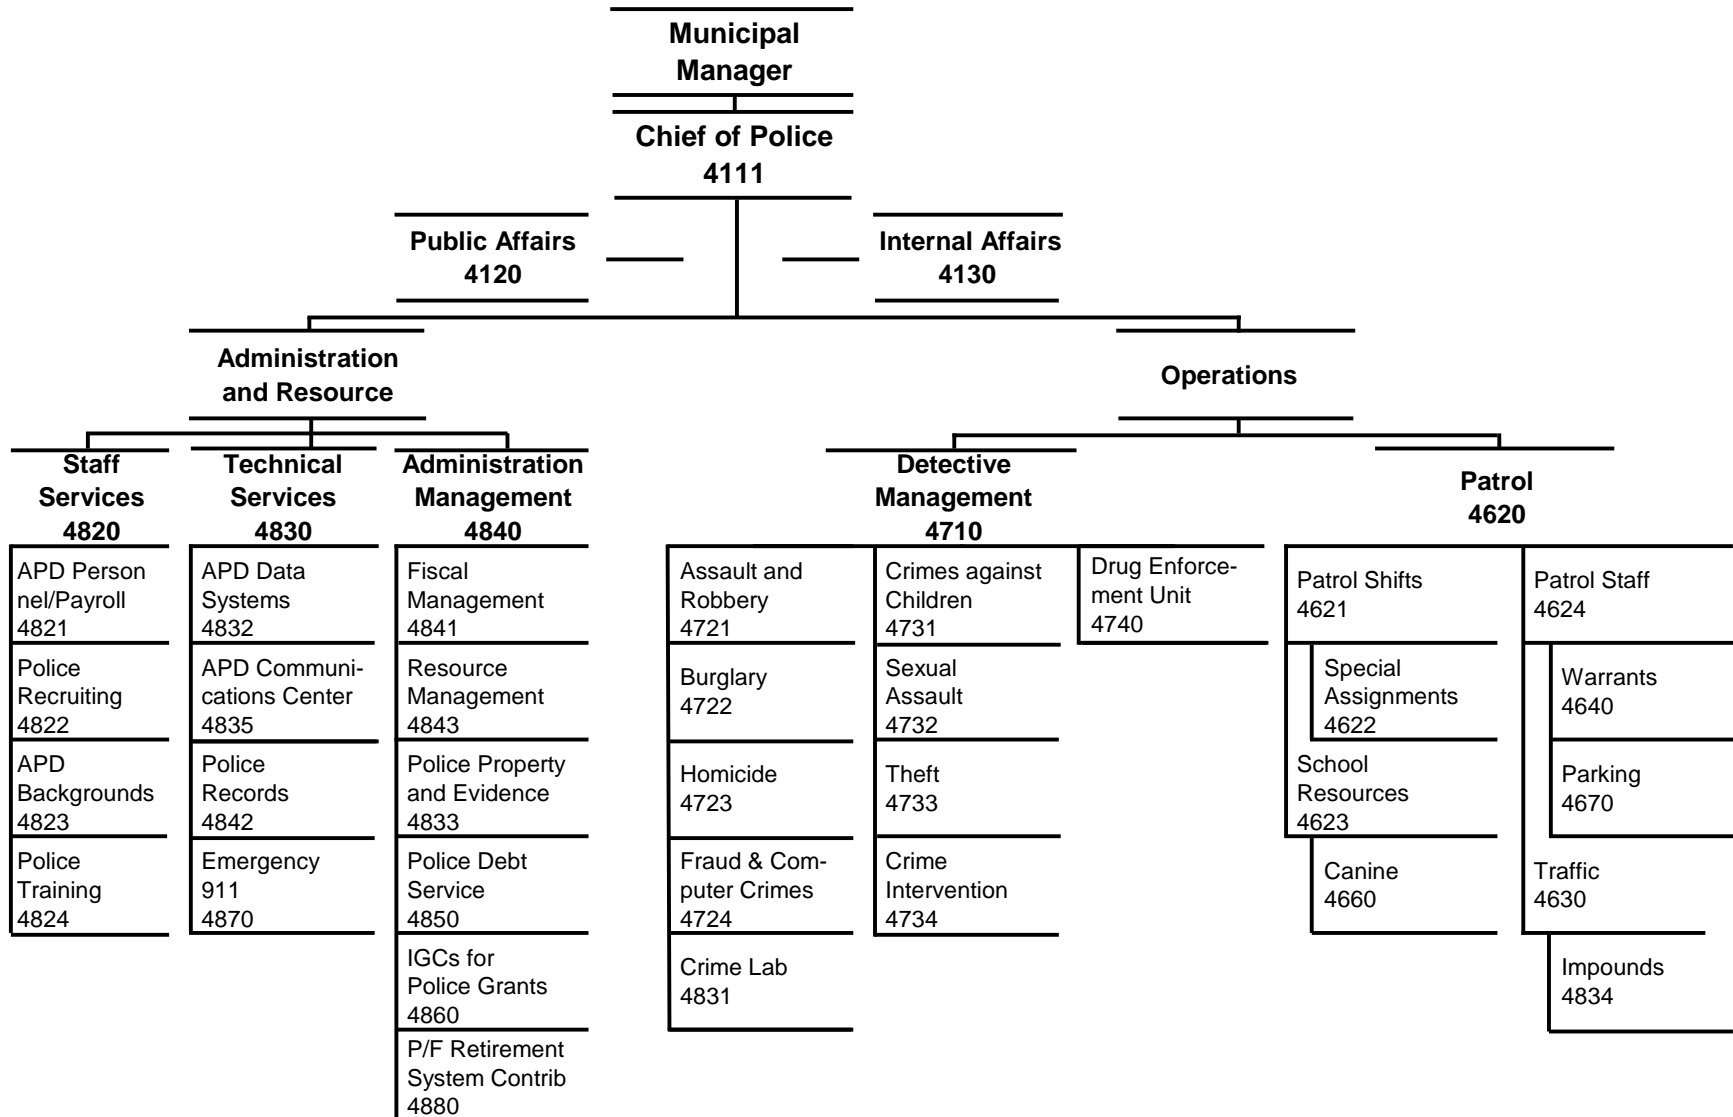 Municipal
Manager
Chief of Police
4111
Public Affairs
4120
Internal Affairs
4130
Administration
and Resource
Operations
Staff
Services
4820
Technical
Services
4830
Administration
Management
4840
Detective
Management
4710
Patrol
4620
APD Person
nel/Payroll
4821
Police
Recruiting
4822
APD
Backgrounds
4823
Police
Training
4824
APD Data
Systems
4832
APD Communi-
cations Center
4835
Police
Records
4842
Emergency
911
4870
Fiscal
Management
4841
Resource
Management
4843
Police Property
and Evidence
4833
Police Debt
Service
4850
IGCs for
Police Grants
4860
P/F Retirement
System Contrib
4880
Assault and
Robbery
4721
Burglary
4722
Homicide
4723
Fraud & Com-
puter Crimes
4724
Crime Lab
4831
Crimes against
Children
4731
Sexual
Assault
4732
Theft
4733
Crime
Intervention
4734
Drug Enforce-
ment Unit
4740
Patrol Shifts
4621
Special
Assignments
4622
School
Resources
4623
Canine
4660
Patrol Staff
4624
Warrants
4640
Parking
4670
Traffic
4630
Impounds
4834